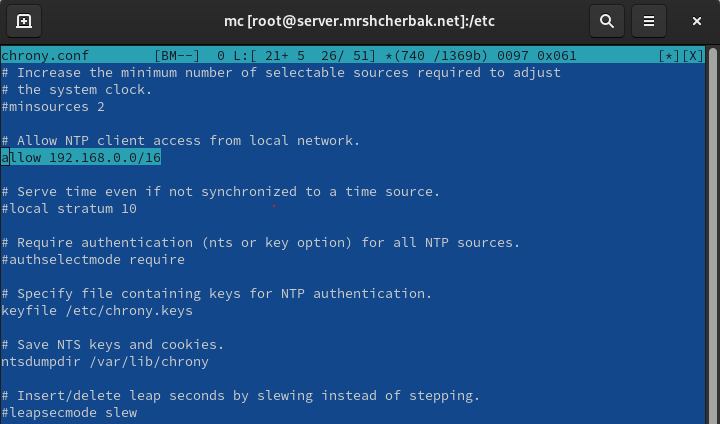 mc [root@server.mrshcherbak.net]:/etc
chrony.conf [BM--] 0 L:[ 21+ 5 26/ 51] *(740 /1369b) 0097 0x061 [*][X]
# Increase the minimum number of selectable sources required to adjust
# the system clock.
#minsources 2
# Allow NTP client access from local network.
allow 192.168.0.0/16
# Serve time even if not synchronized to a time source.
#local stratum 10
# Require authentication (nts or key option) for all NTP sources.
#authselectmode require
# Specify file containing keys for NTP authentication.
keyfile /etc/chrony.keys
# Save NTS keys and cookies.
ntsdumpdir /var/lib/chrony
# Insert/delete leap seconds by slewing instead of stepping.
#leapsecmode slew